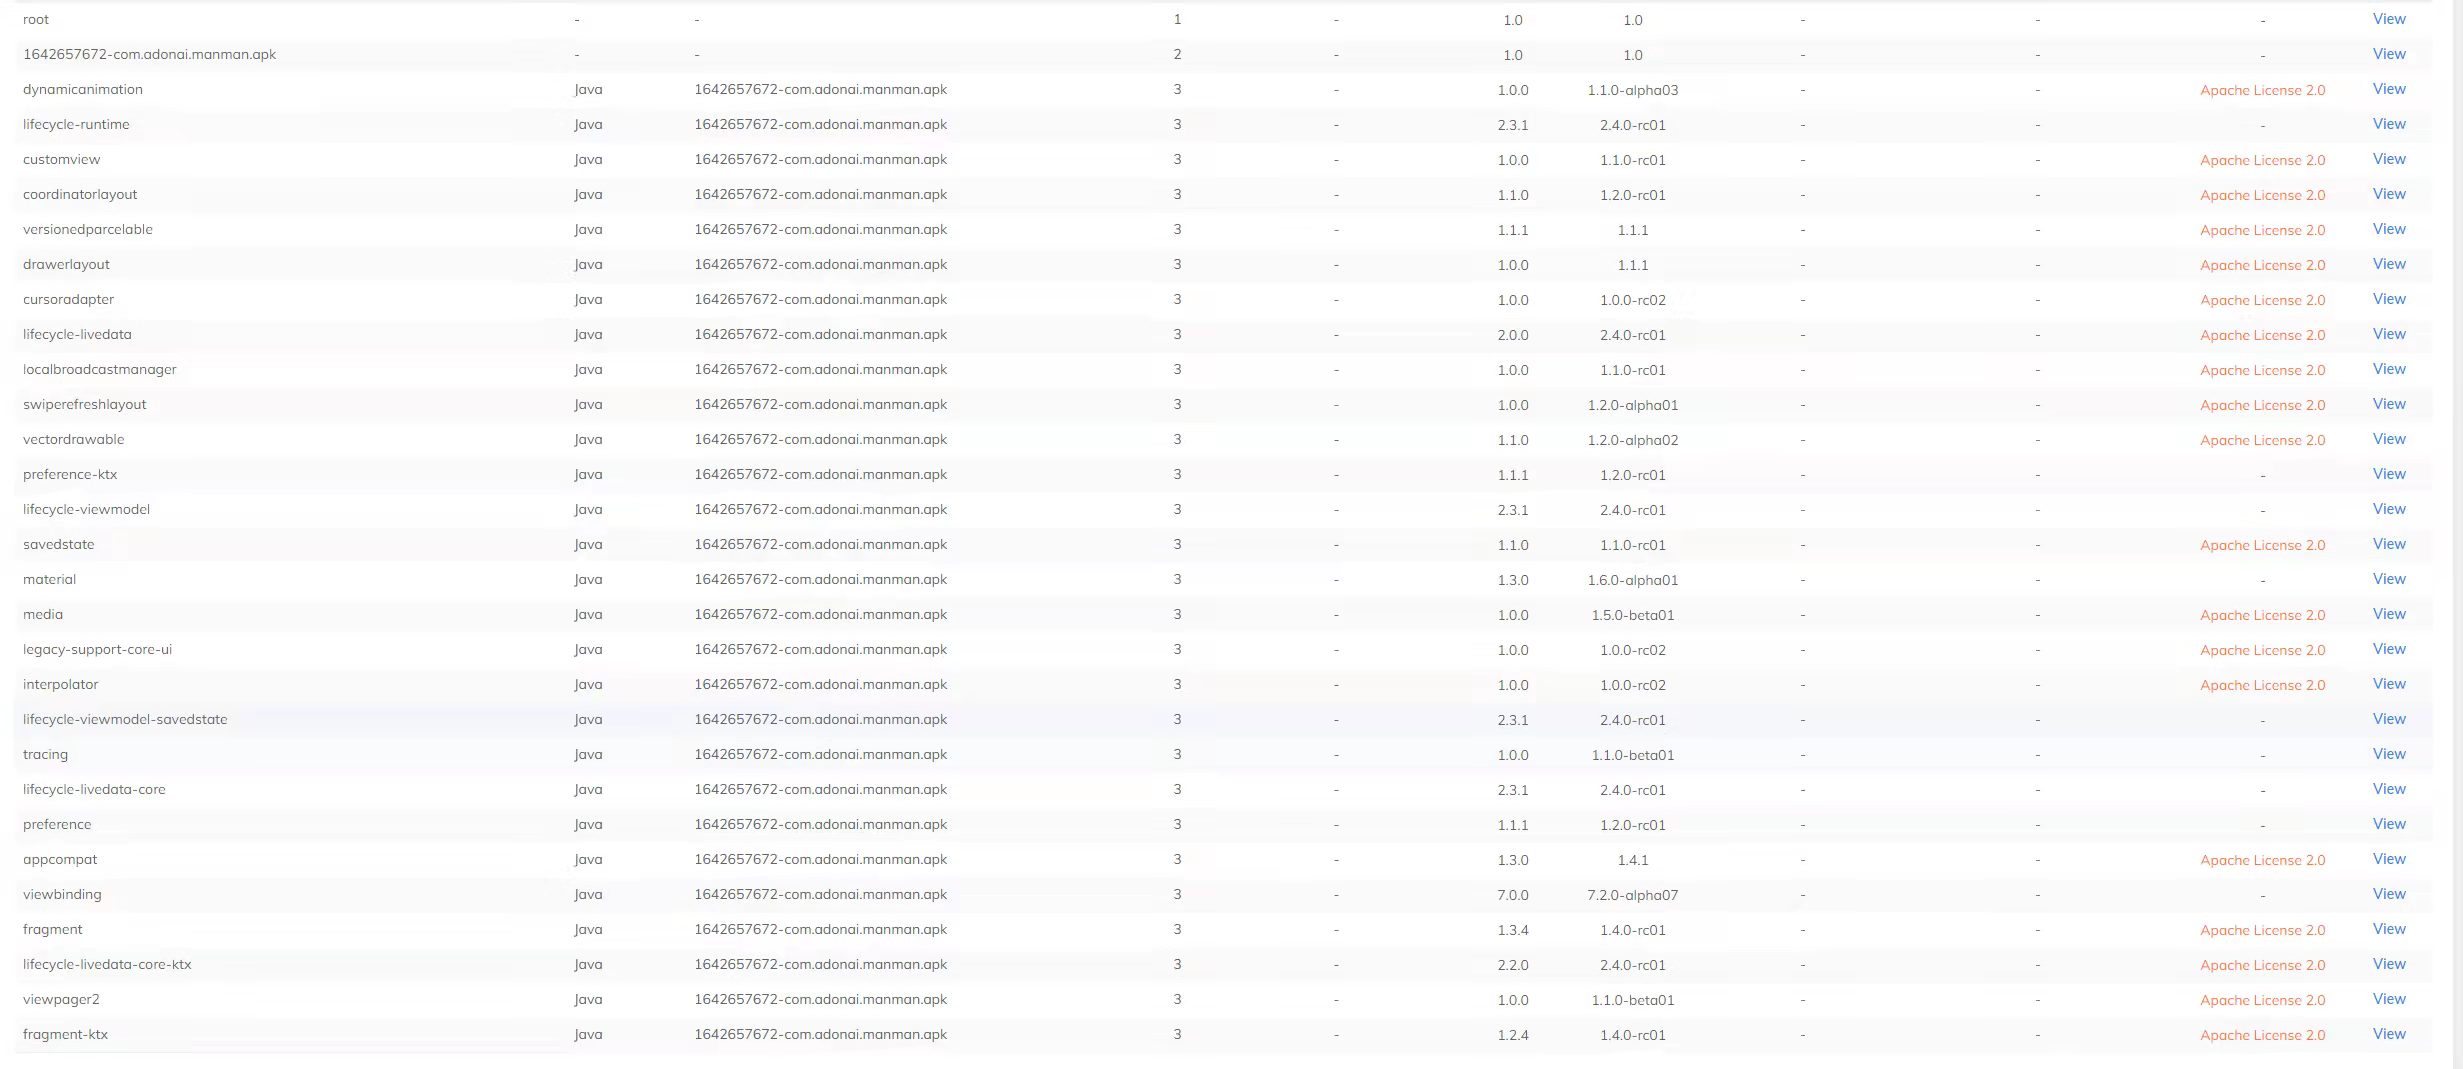 root - - 1 - 1.0 1.0 - - - View
1642657672-com.adonai.manman.apk - - 2 - 1.0 1.0 - - - View
dynamicanimation Java 1642657672-com.adonai.manman.apk 3 - 1.0.0 1.1.0-alpha03 - - Apache License 2.0 View
lifecycle-runtime Java 1642657672-com.adonai.manman.apk 3 - 2.3.1 2.4.0-rc01 - - - View
customview Java 1642657672-com.adonai.manman.apk 3 - 1.0.0 1.1.0-rc01 - - Apache License 2.0 View
coordinatorlayout Java 1642657672-com.adonai.manman.apk 3 - 1.1.0 1.2.0-rc01 - - Apache License 2.0 View
versionedparcelable Java 1642657672-com.adonai.manman.apk 3 - 1.1.1 1.1.1 - - Apache License 2.0 View
drawerlayout Java 1642657672-com.adonai.manman.apk 3 - 1.0.0 1.1.1 - - Apache License 2.0 View
cursoradapter Java 1642657672-com.adonai.manman.apk 3 - 1.0.0 1.0.0-rc02 - - Apache License 2.0 View
lifecycle-livedata Java 1642657672-com.adonai.manman.apk 3 - 2.0.0 2.4.0-rc01 - - Apache License 2.0 View
localbroadcastmanager Java 1642657672-com.adonai.manman.apk 3 - 1.0.0 1.1.0-rc01 - - Apache License 2.0 View
swiperefreshlayout Java 1642657672-com.adonai.manman.apk 3 - 1.0.0 1.2.0-alpha01 - - Apache License 2.0 View
vectordrawable Java 1642657672-com.adonai.manman.apk 3 - 1.1.0 1.2.0-alpha02 - - Apache License 2.0 View
preference-ktx Java 1642657672-com.adonai.manman.apk 3 - 1.1.1 1.2.0-rc01 - - - View
lifecycle-viewmodel Java 1642657672-com.adonai.manman.apk 3 - 2.3.1 2.4.0-rc01 - - - View
savedstate Java 1642657672-com.adonai.manman.apk 3 - 1.1.0 1.1.0-rc01 - - Apache License 2.0 View
material Java 1642657672-com.adonai.manman.apk 3 - 1.3.0 1.6.0-alpha01 - - - View
media Java 1642657672-com.adonai.manman.apk 3 - 1.0.0 1.5.0-beta01 - - Apache License 2.0 View
legacy-support-core-ui Java 1642657672-com.adonai.manman.apk 3 - 1.0.0 1.0.0-rc02 - - Apache License 2.0 View
interpolator Java 1642657672-com.adonai.manman.apk 3 - 1.0.0 1.0.0-rc02 - - Apache License 2.0 View
lifecycle-viewmodel-savedstate Java 1642657672-com.adonai.manman.apk 3 - 2.3.1 2.4.0-rc01 - - - View
tracing Java 1642657672-com.adonai.manman.apk 3 - 1.0.0 1.1.0-beta01 - - - View
lifecycle-livedata-core Java 1642657672-com.adonai.manman.apk 3 - 2.3.1 2.4.0-rc01 - - - View
preference Java 1642657672-com.adonai.manman.apk 3 - 1.1.1 1.2.0-rc01 - - - View
appcompat Java 1642657672-com.adonai.manman.apk 3 - 1.3.0 1.4.1 - - Apache License 2.0 View
viewbinding Java 1642657672-com.adonai.manman.apk 3 - 7.0.0 7.2.0-alpha07 - - - View
fragment Java 1642657672-com.adonai.manman.apk 3 - 1.3.4 1.4.0-rc01 - - Apache License 2.0 View
lifecycle-livedata-core-ktx Java 1642657672-com.adonai.manman.apk 3 - 2.2.0 2.4.0-rc01 - - Apache License 2.0 View
viewpager2 Java 1642657672-com.adonai.manman.apk 3 - 1.0.0 1.1.0-beta01 - - Apache License 2.0 View
fragment-ktx Java 1642657672-com.adonai.manman.apk 3 - 1.2.4 1.4.0-rc01 - - Apache License 2.0 View